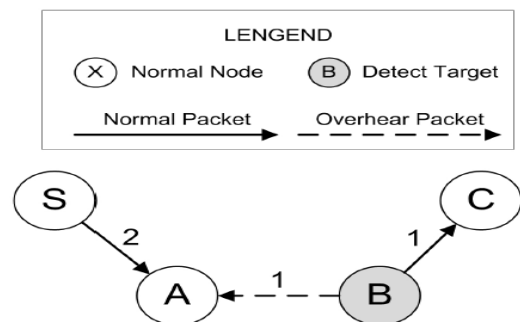 LENGEND
X Normal Node B Detect Target
Normal Packet Overhear Packet
S C
2 1
1
A B